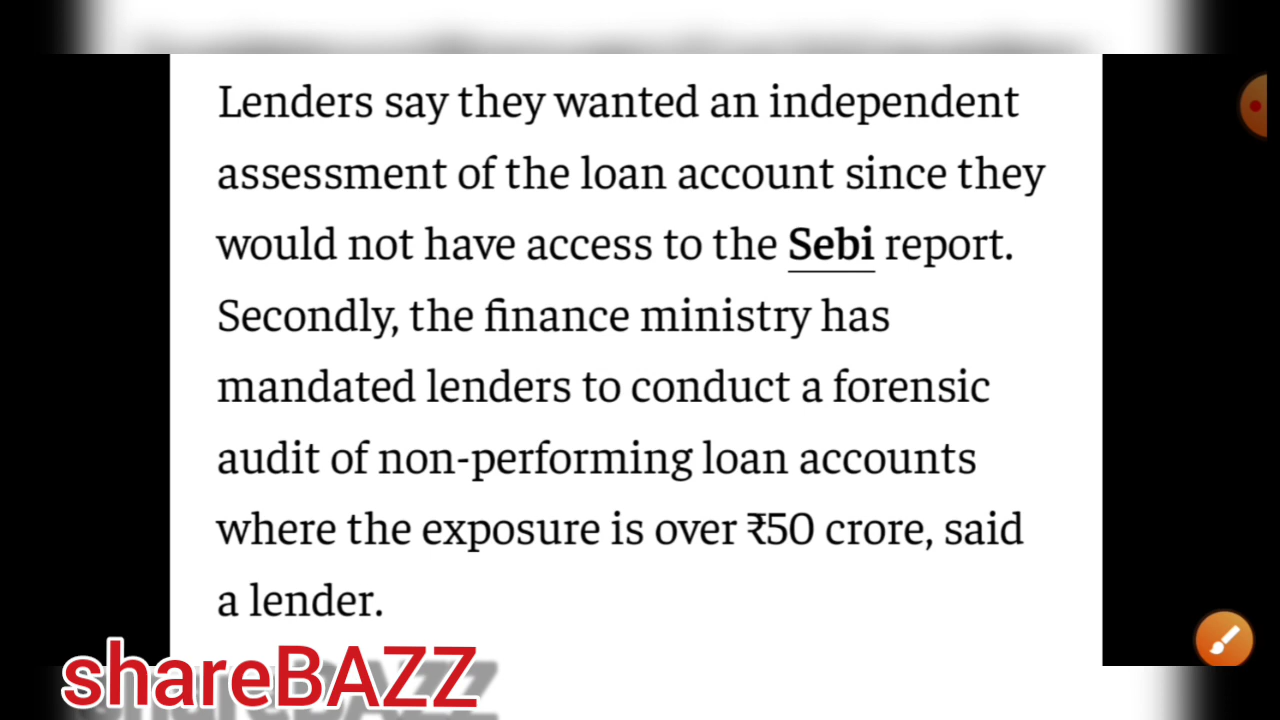 Lenders say they wanted an independent
assessment of the loan account since they
would not have access to the Sebi report.
Secondly, the finance ministry has
mandated lenders to conduct a forensic
audit of non-performing loan accounts
where the exposure is over ₹50 crore, said
a lender.
shareBAZZ